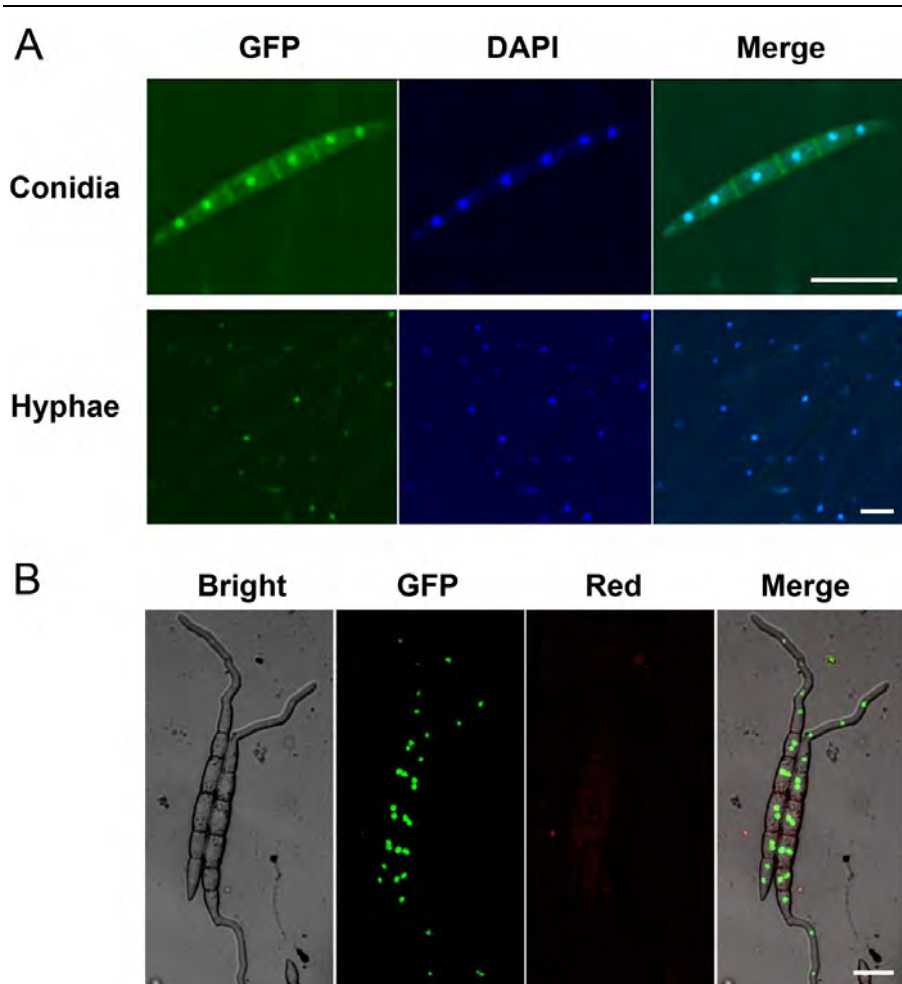 A
GFP DAPI Merge
Conidia
Hyphae
B
Bright GFP Red Merge